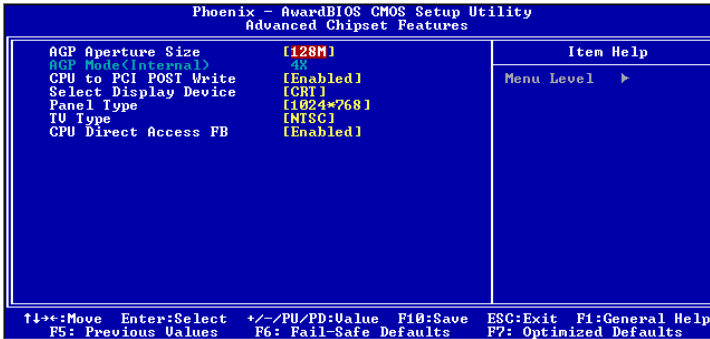 Phoenix - AwardBIOS CMOS Setup Utility
Advanced Chipset Features
AGP Aperture Size [128M]
AGP Mode(Internal) 4X
CPU to PCI POST Write [Enabled]
Select Display Device [CRT]
Panel Type [1024*768]
TV Type [NTSC]
CPU Direct Access FB [Enabled]
Item Help
Menu Level ►
↑↓→←:Move Enter:Select +/-/PU/PD:Value F10:Save ESC:Exit F1:General Help
F5: Previous Values F6: Fail-Safe Defaults F7: Optimized Defaults